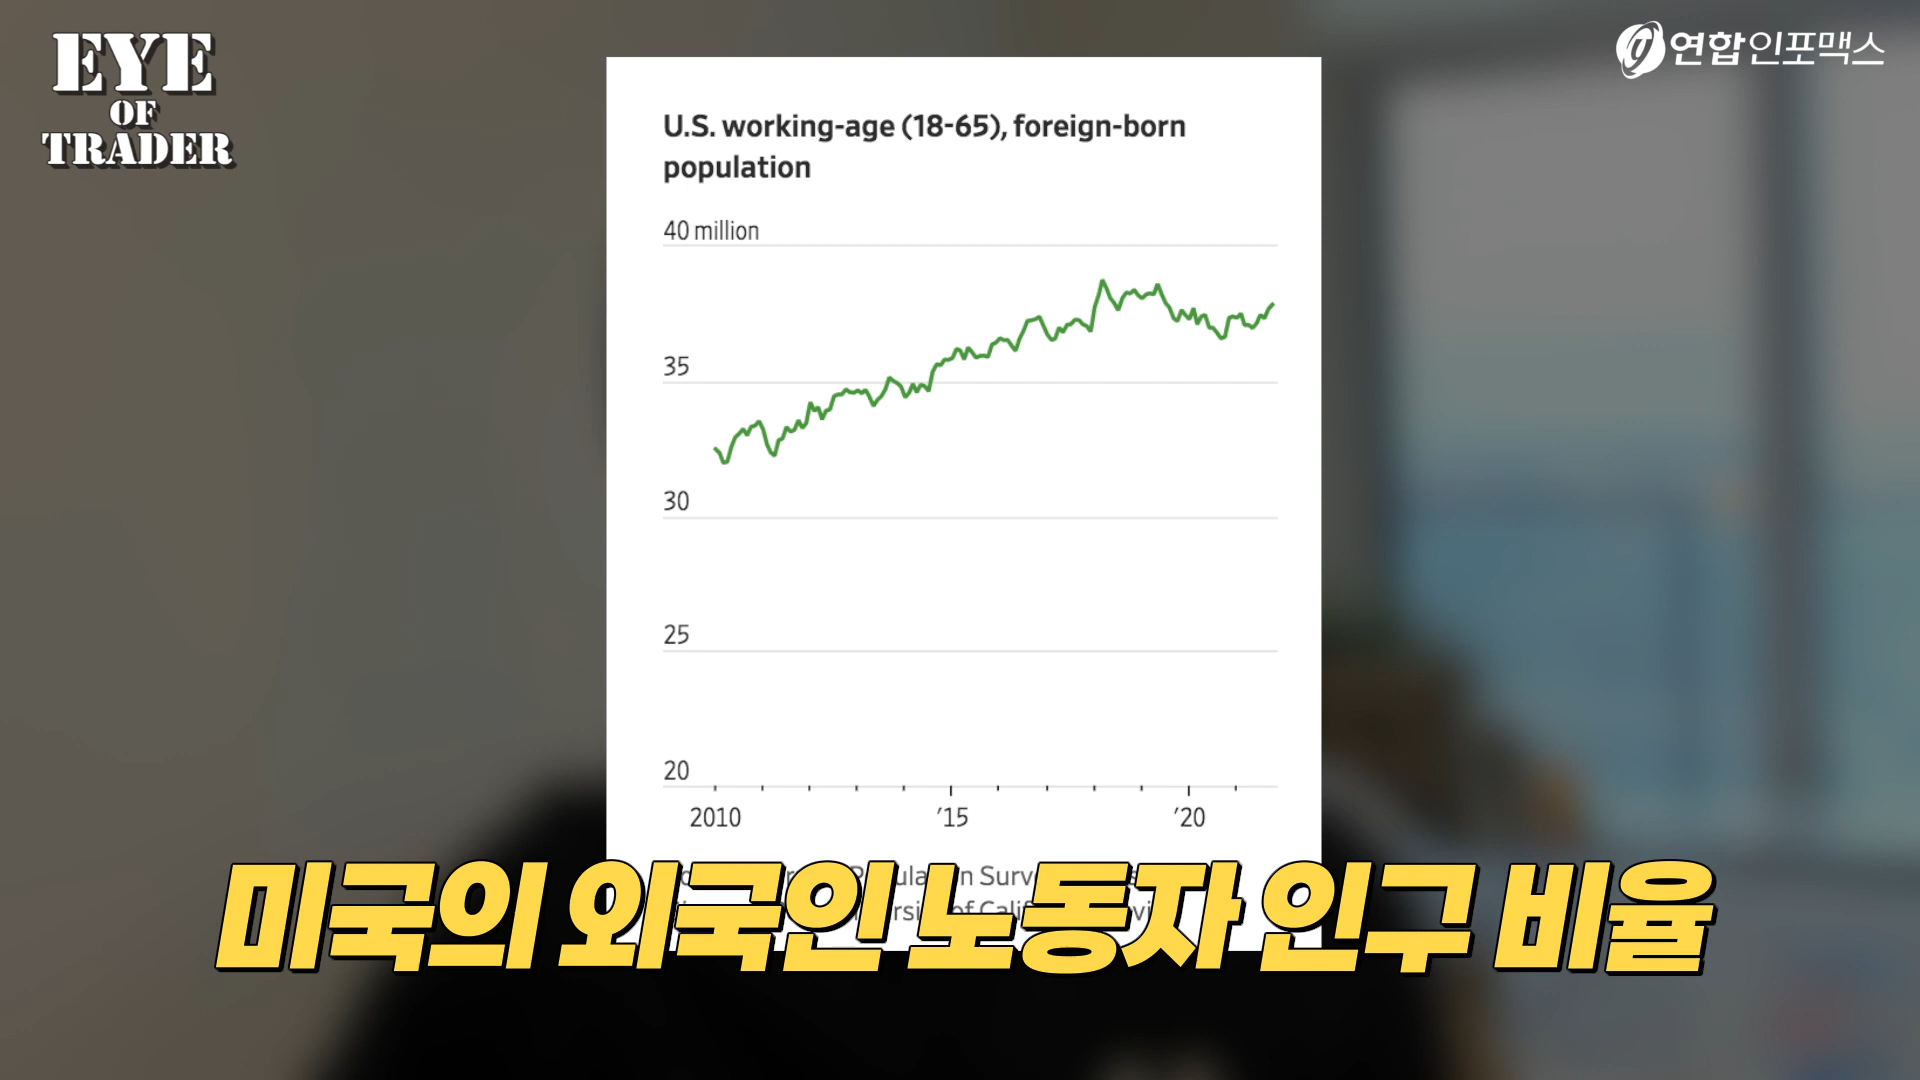 EYE
OF
TRADER
연합인포맥스
U.S. working-age (18-65), foreign-born
population
40 million
35
30
25
20
2010 ’15 ’20
미국의 외국인 노동자 인구 비율